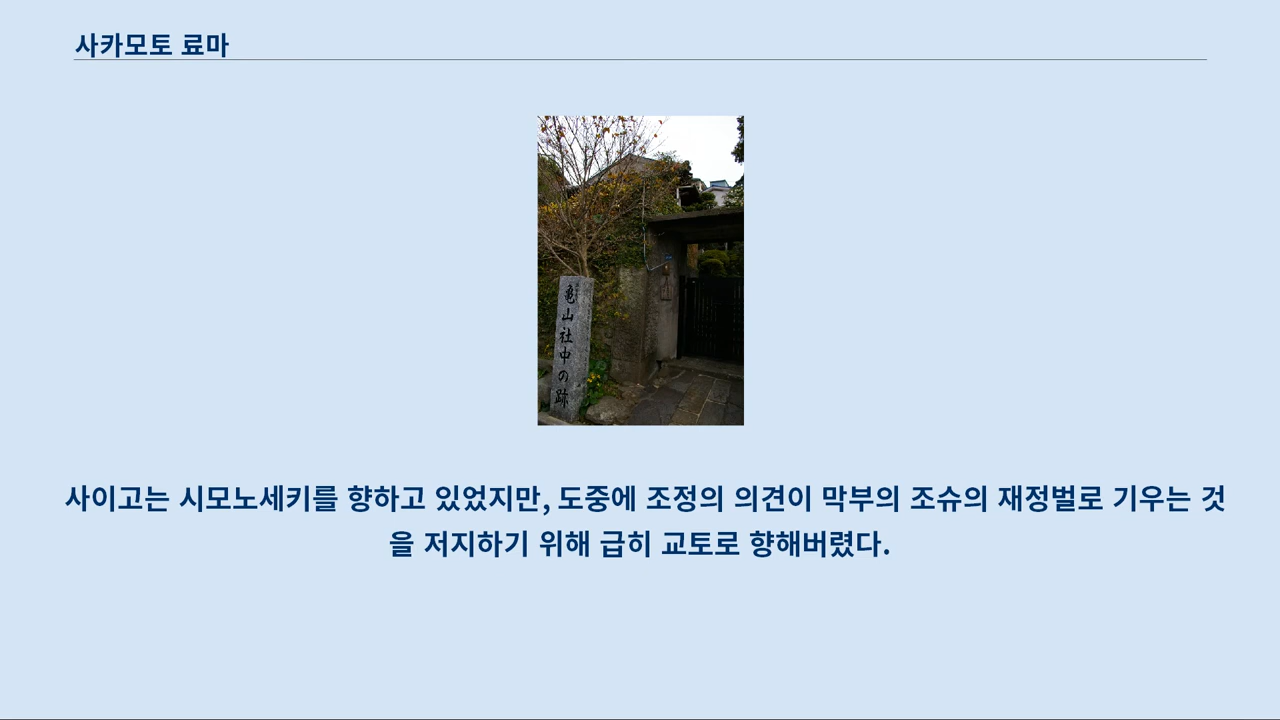 사카모토 료마
亀山社中の跡
사이고는 시모노세키를 향하고 있었지만, 도중에 조정의 의견이 막부의 조슈의 재정벌로 기우는 것
을 저지하기 위해 급히 교토로 향해버렸다.